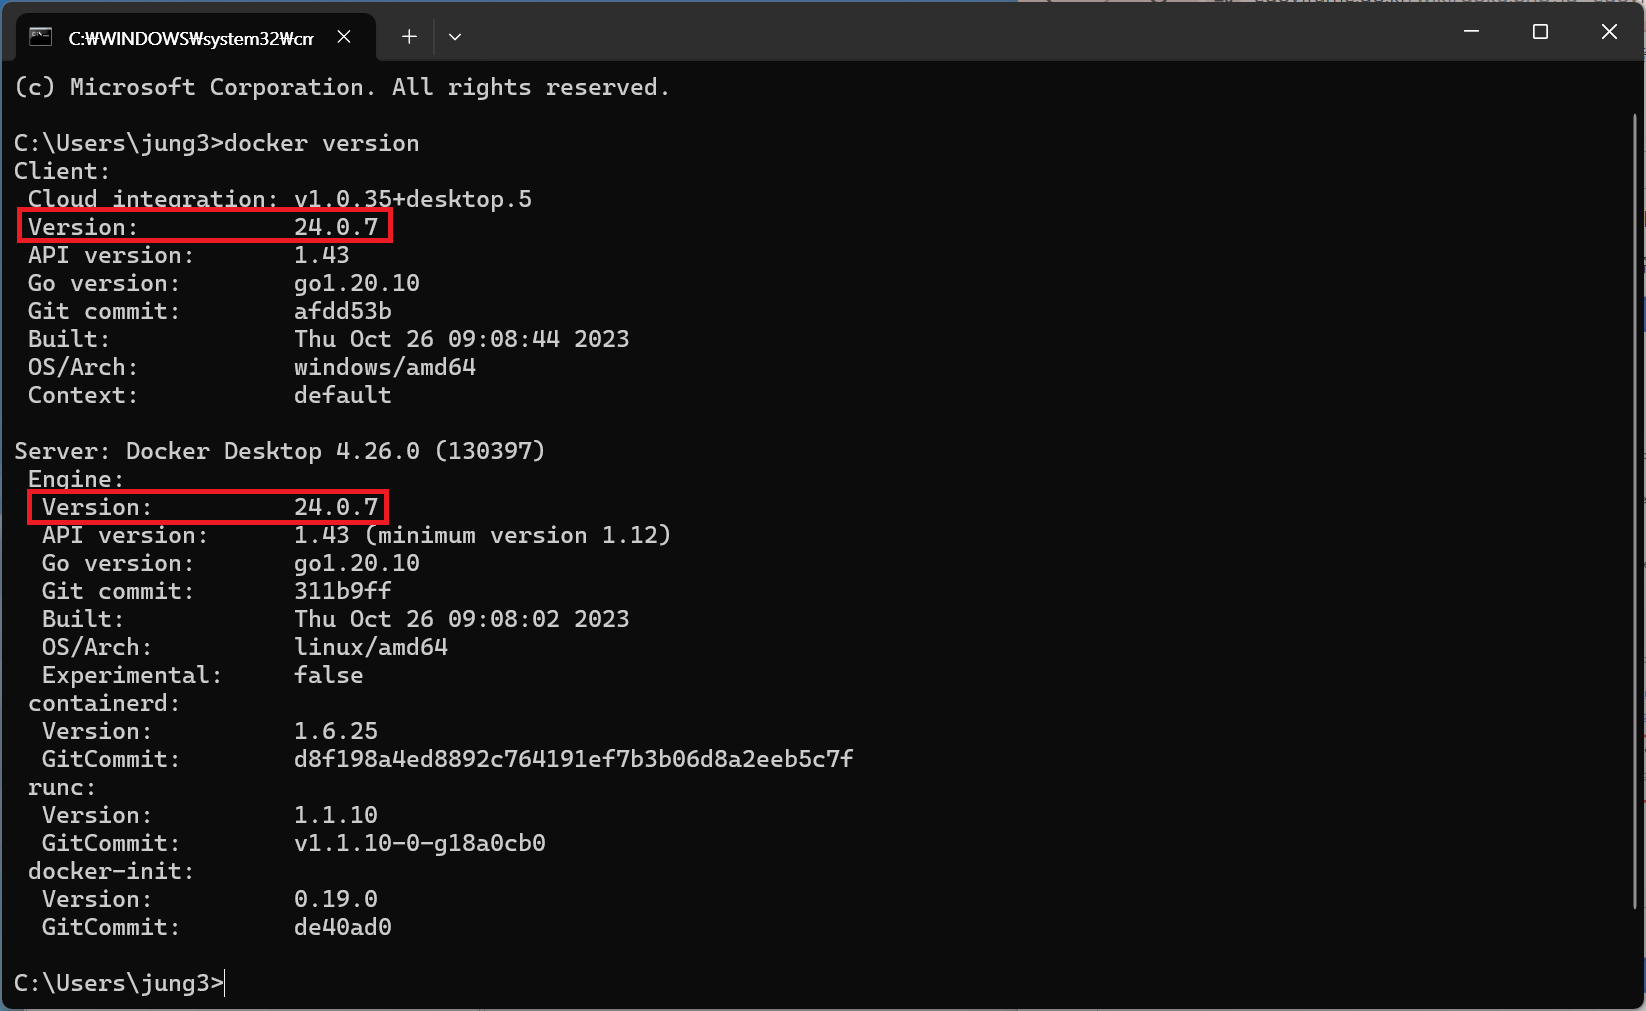 C:₩WINDOWS₩system32₩cm
(c) Microsoft Corporation. All rights reserved.
C:\Users\jung3>docker version
Client:
Cloud integration: v1.0.35+desktop.5
Version: 24.0.7
API version: 1.43
Go version: go1.20.10
Git commit: afdd53b
Built: Thu Oct 26 09:08:44 2023
OS/Arch: windows/amd64
Context: default
Server: Docker Desktop 4.26.0 (130397)
Engine:
Version: 24.0.7
API version: 1.43 (minimum version 1.12)
Go version: go1.20.10
Git commit: 311b9ff
Built: Thu Oct 26 09:08:02 2023
OS/Arch: linux/amd64
Experimental: false
containerd:
Version: 1.6.25
GitCommit: d8f198a4ed8892c764191ef7b3b06d8a2eeb5c7f
runc:
Version: 1.1.10
GitCommit: v1.1.10-0-g18a0cb0
docker-init:
Version: 0.19.0
GitCommit: de40ad0
C:\Users\jung3>